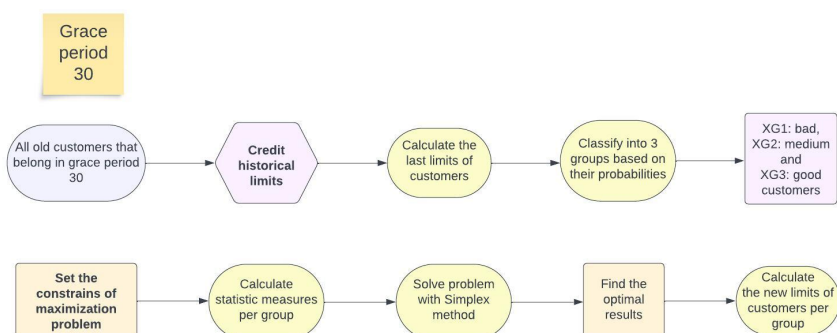 Grace
period
30
All old customers that
belong in grace period
30
Credit
historical
limits
Calculate the
last limits of
customers
Classify into 3
groups based on
their probabilities
XG1: bad,
XG2: medium
and
XG3: good
customers
Set the
constrains of
maximization
problem
Calculate
statistic measures
per group
Solve problem
with Simplex
method
Find the
optimal
results
Calculate
the new limits of
customers per
group